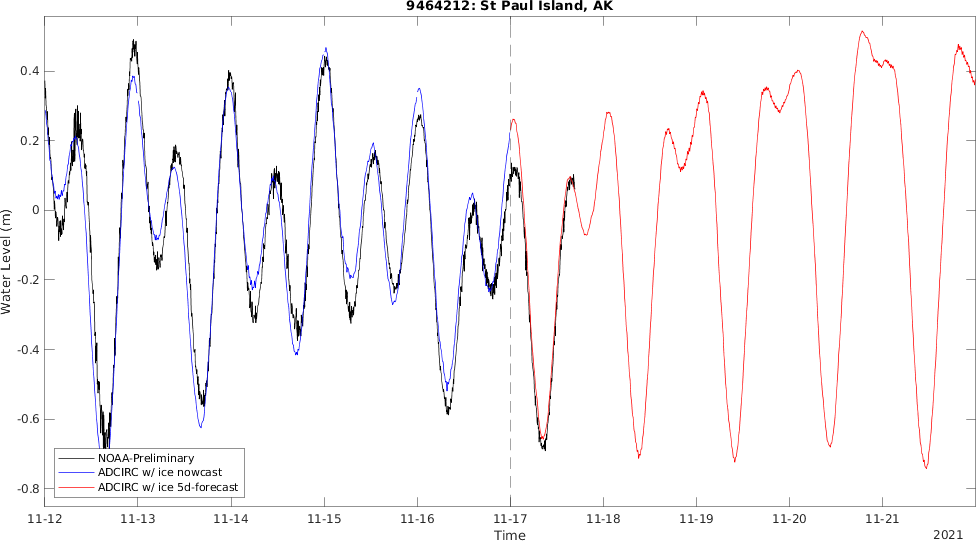 9464212: St Paul Island, AK
Water Level (m)
0.4
0.2
0
-0.2
-0.4
-0.6
-0.8
NOAA-Preliminary
ADCIRC w/ ice nowcast
ADCIRC w/ ice 5d-forecast
11-12 11-13 11-14 11-15 11-16 11-17 11-18 11-19 11-20 11-21
Time
2021